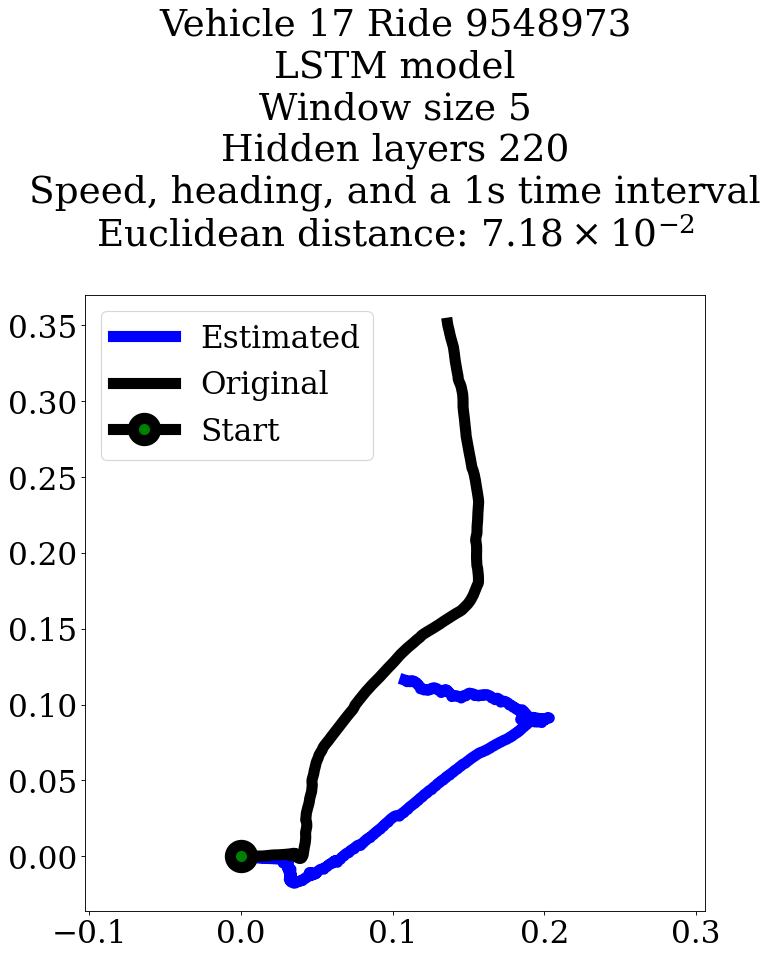 Vehicle 17 Ride 9548973
LSTM model
Window size 5
Hidden layers 220
Speed, heading, and a 1s time interval
Euclidean distance: 7.18 × 10⁻²
Estimated
Original
Start
0.35
0.30
0.25
0.20
0.15
0.10
0.05
0.00
−0.1 0.0 0.1 0.2 0.3